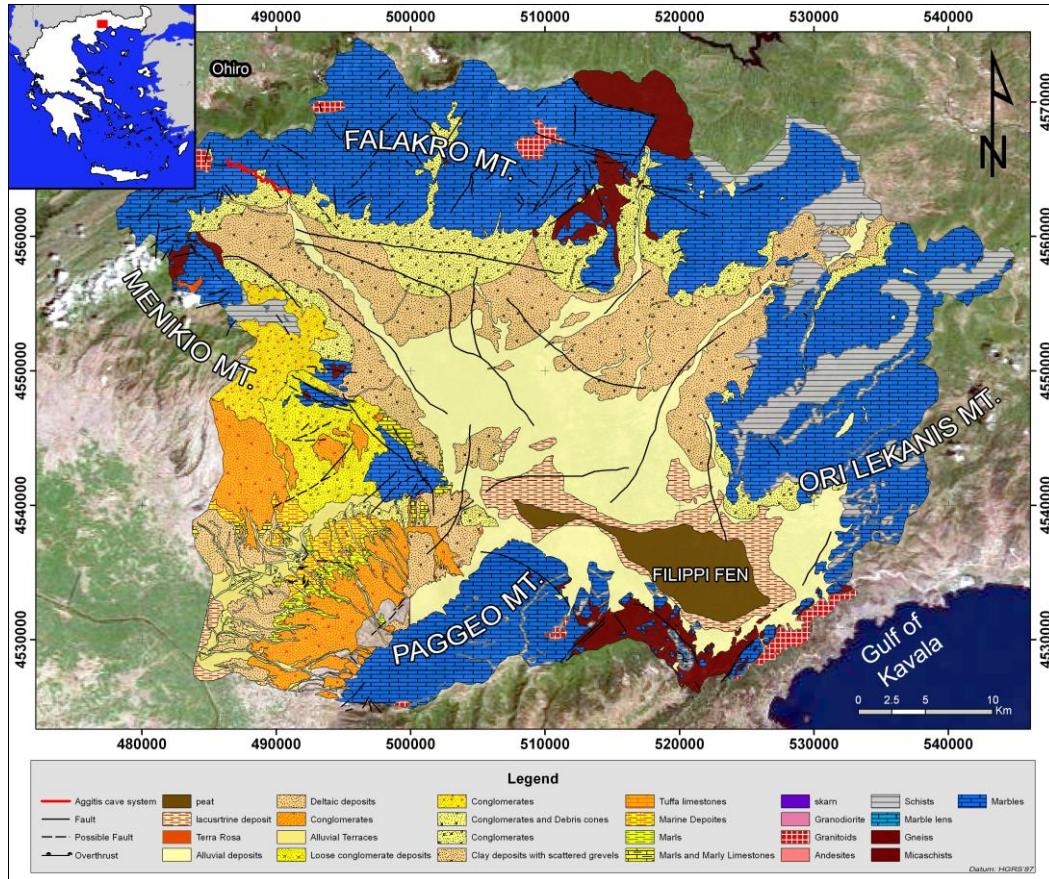 490000 500000 510000 520000 530000 540000
Ohiro
N
4570000
4560000
4550000
4540000
4530000
4570000
4560000
4550000
4540000
4530000
FALAKRO MT.
MENIKIO MT.
ORI LEKANIS MT.
FILIPPI FEN
PAGGEO MT.
Gulf of
Kavala
0 2.5 5 10
Km
480000 490000 500000 510000 520000 530000 540000
Legend
Aggitis cave system
Fault
Possible Fault
Overthrust
peat
lacustrine deposit
Terra Rosa
Alluvial deposits
Deltaic deposits
Conglomerates
Alluvial Terraces
Loose conglomerate deposits
Conglomerates
Conglomerates and Debris cones
Conglomerates
Clay deposits with scattered grevels
Tuffa limestones
Marine Depoites
Marls
Marls and Marly Limestones
skarn
Granodiorite
Granitoids
Andesites
Schists
Marble lens
Gneiss
Micaschists
Marbles
Datum: HGRS'87